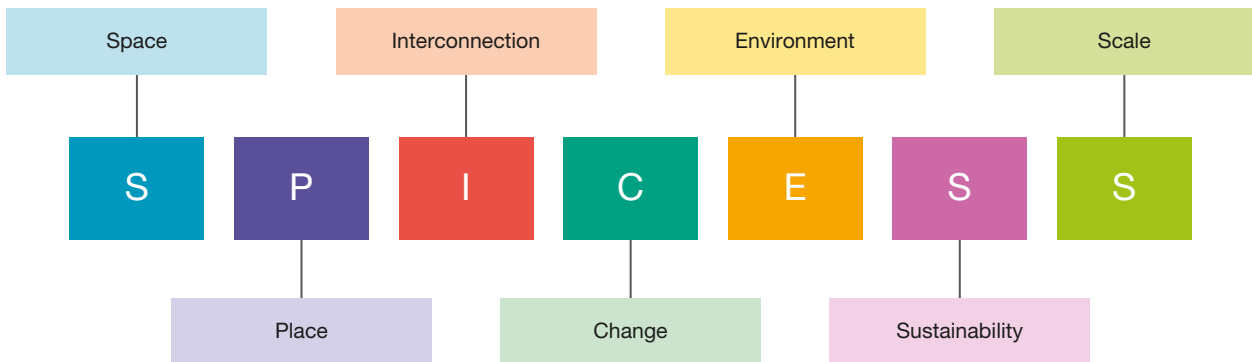 Space
Interconnection
Environment
Scale
S
P
I
C
E
S
S
Place
Change
Sustainability